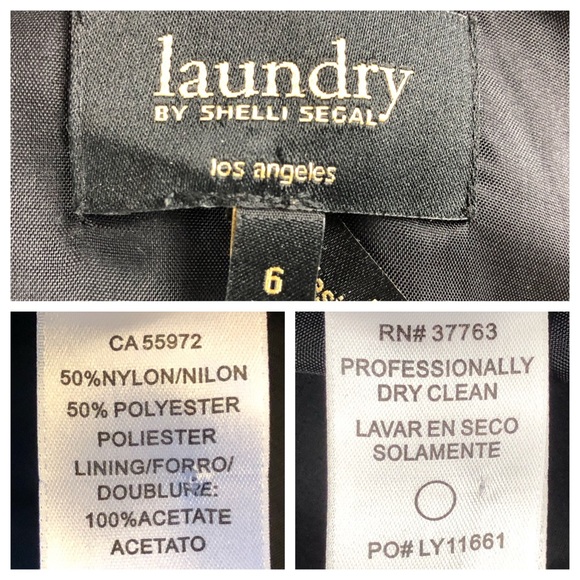 laundry
BY SHELLI SEGAL
los angeles
6
CA 55972
50%NYLON/NILON
50% POLYESTER
POLIESTER
LINING/FORRO/
DOUBLURE:
100%ACETATE
ACETATO
RN# 37763
PROFESSIONALLY
DRY CLEAN
LAVAR EN SECO
SOLAMENTE
PO# LY11661